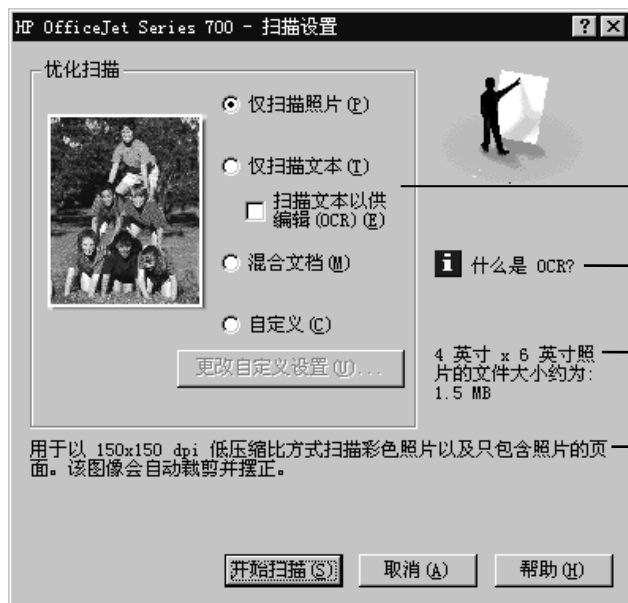 HP OfficeJet Series 700 - 扫描设置
优化扫描
仅扫描照片(P)
仅扫描文本(T)
扫描文本以供
编辑(OCR)(E)
混合文档(M)
自定义(C)
更改自定义设置(U)...
什么是 OCR?
4 英寸 x 6 英寸照
片的文件大小约为:
1.5 MB
用于以 150x150 dpi 低压缩比方式扫描彩色照片以及只包含照片的页
面。该图像会自动裁剪并摆正。
开始扫描(S)
取消(A)
帮助(H)